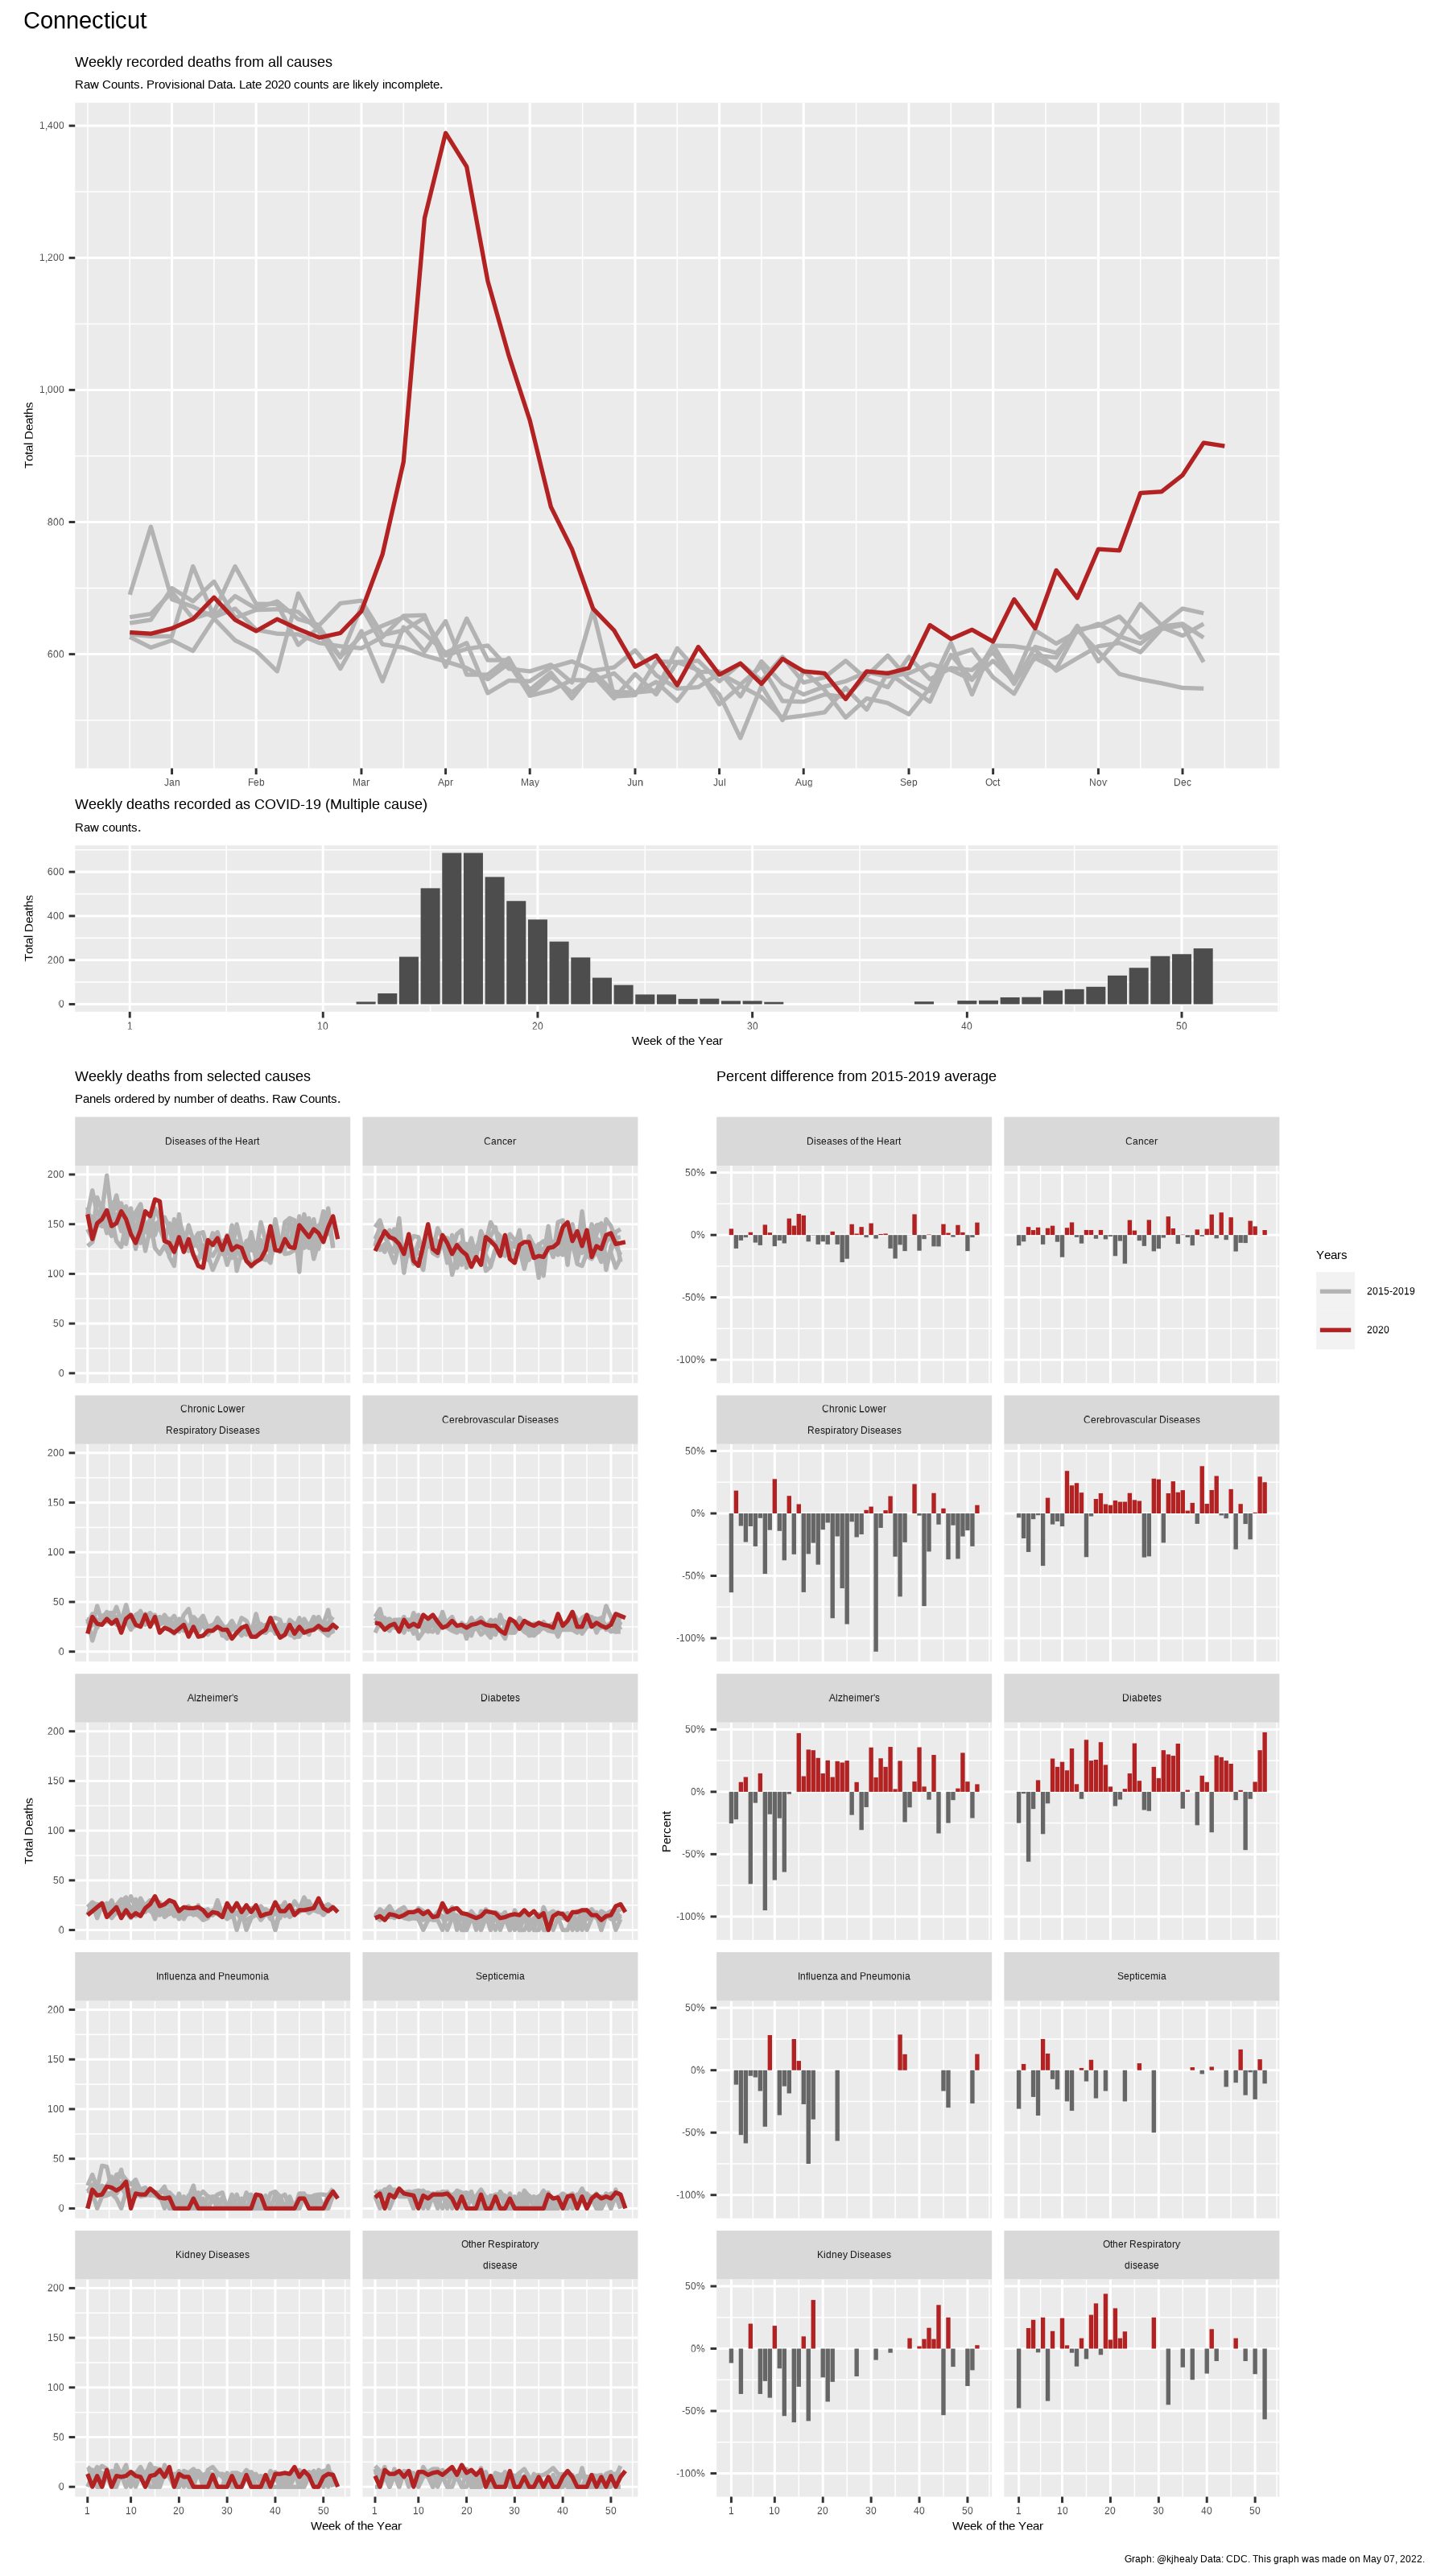 Connecticut
Weekly recorded deaths from all causes
Raw Counts. Provisional Data. Late 2020 counts are likely incomplete.
Total Deaths
1,400
1,200
1,000
800
600
Jan Feb Mar Apr May Jun Jul Aug Sep Oct Nov Dec
Weekly deaths recorded as COVID-19 (Multiple cause)
Raw counts.
Total Deaths
600
400
200
0
1 10 20 30 40 50
Week of the Year
Weekly deaths from selected causes
Panels ordered by number of deaths. Raw Counts.
Total Deaths
Diseases of the Heart
Cancer
200
150
100
50
0
Chronic Lower
Respiratory Diseases
Cerebrovascular Diseases
200
150
100
50
0
Alzheimer's
Diabetes
200
150
100
50
0
Influenza and Pneumonia
Septicemia
200
150
100
50
0
Kidney Diseases
Other Respiratory
disease
200
150
100
50
0
1 10 20 30 40 50
1 10 20 30 40 50
Week of the Year
Percent difference from 2015-2019 average
Percent
Diseases of the Heart
Cancer
50%
0%
-50%
-100%
Chronic Lower
Respiratory Diseases
Cerebrovascular Diseases
50%
0%
-50%
-100%
Alzheimer's
Diabetes
50%
0%
-50%
-100%
Influenza and Pneumonia
Septicemia
50%
0%
-50%
-100%
Kidney Diseases
Other Respiratory
disease
50%
0%
-50%
-100%
1 10 20 30 40 50
1 10 20 30 40 50
Week of the Year
Years
2015-2019
2020
Graph: @kjhealy Data: CDC. This graph was made on May 07, 2022.